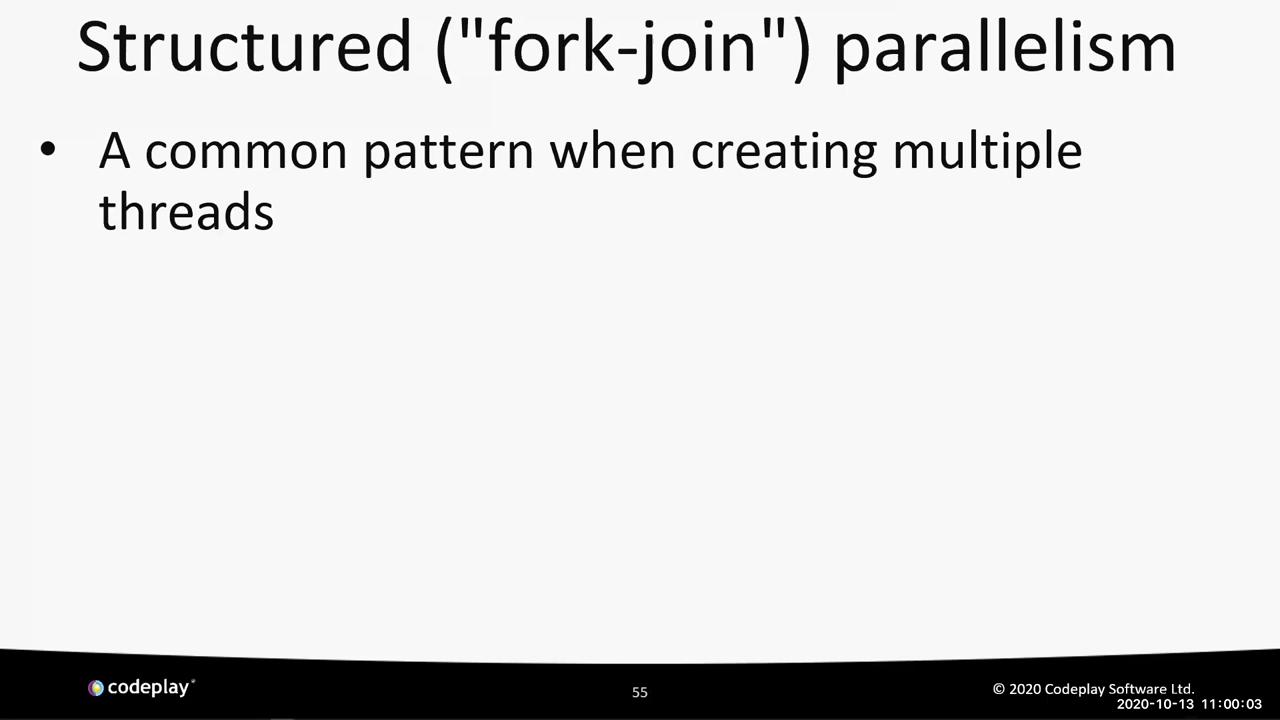 Structured ("fork-join") parallelism
• A common pattern when creating multiple
threads
codeplay®
55
© 2020 Codeplay Software Ltd.
2020-10-13 11:00:03